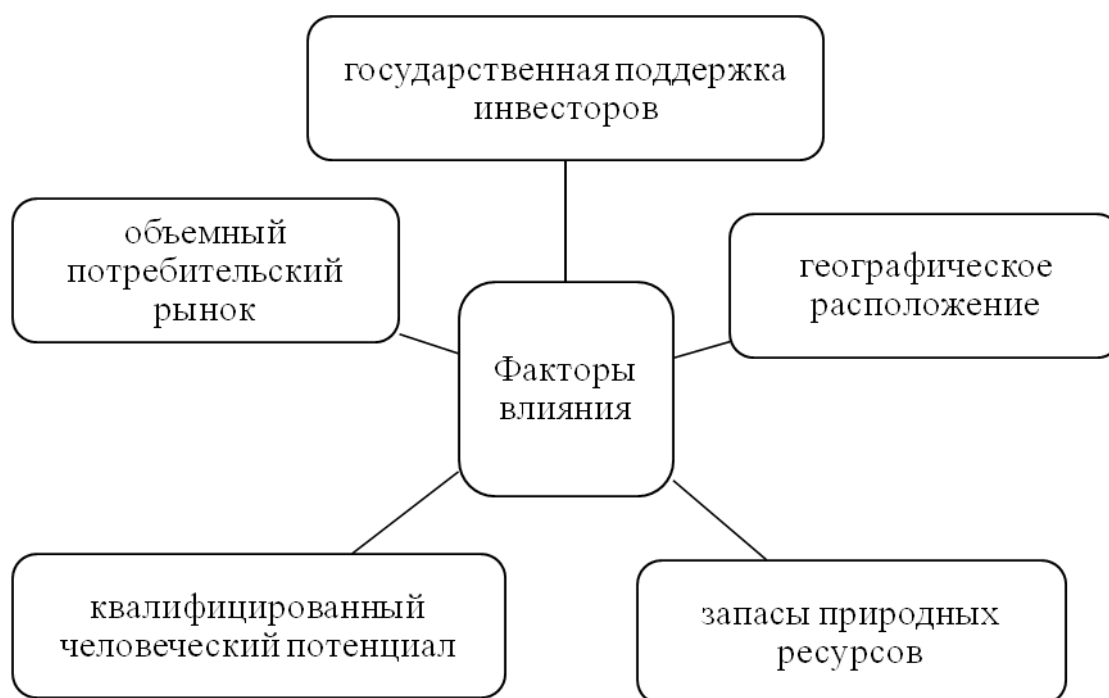 государственная поддержка
инвесторов
объемный
потребительский
рынок
географическое
расположение
Факторы
влияния
квалифицированный
человеческий потенциал
запасы природных
ресурсов